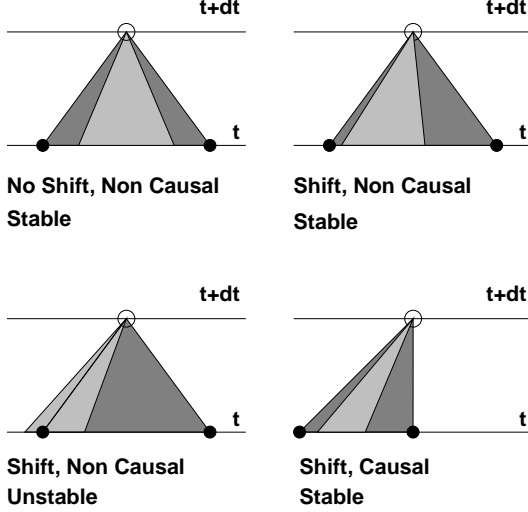 t+dt
t
No Shift, Non Causal
Stable
t+dt
t
Shift, Non Causal
Stable
t+dt
t
Shift, Non Causal
Unstable
t+dt
t
Shift, Causal
Stable